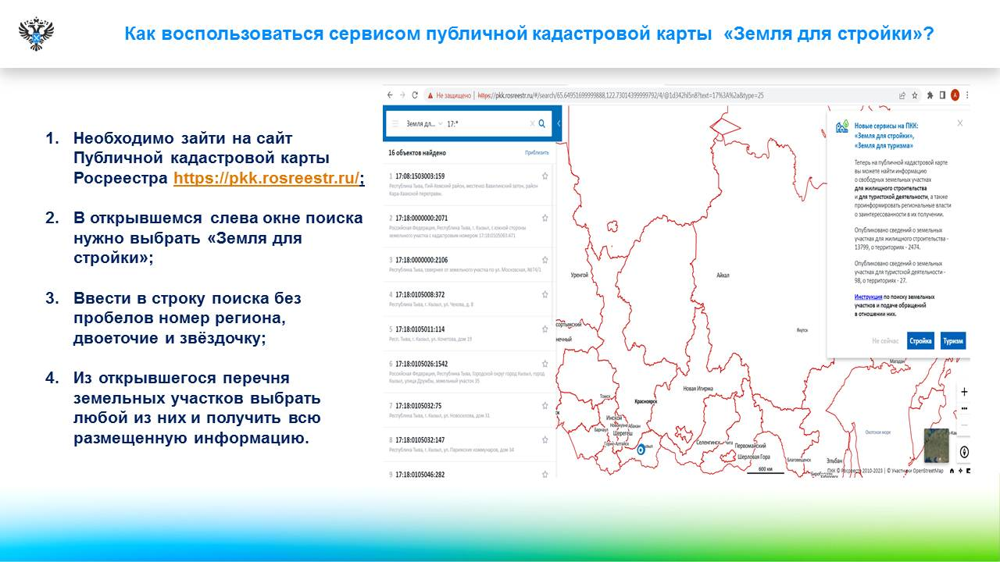 Как воспользоваться сервисом публичной кадастровой карты «Земля для стройки»?
1. Необходимо зайти на сайт
Публичной кадастровой карты
Росреестра https://pkk.rosreestr.ru/;
2. В открывшемся слева окне поиска
нужно выбрать «Земля для
стройки»;
3. Ввести в строку поиска без
пробелов номер региона,
двоеточие и звёздочку;
4. Из открывшегося перечня
земельных участков выбрать
любой из них и получить всю
размещенную информацию.
Не защищено | https://pkk.rosreestr.ru/#/search/65.64951699999888,122.73014399999792/4/@1d342hl5n8?text=17%3A%2a&type=25
Земля дл... 17:*
16 объектов найдено Приблизить
1 17:08:1503003:159
Республика Тыва, Пий-Хемский район, местечко Вавилинский затон, район
Кара-Хаакской переправы.
2 17:18:0000000:2071
Российская Федерация, Республика Тыва, г. Кызыл, с южной стороны
земельного участка с кадастровым номером 17:18:0105063:471
3 17:18:0000000:2106
Республика Тыва, севернее от земельного участка по ул. Московская, №74/1
4 17:18:0105008:372
Республика Тыва, г. Кызыл, ул. Чехова, д. 8
5 17:18:0105011:114
Респ. Тыва, г. Кызыл, ул. Кочетова, дом 19
6 17:18:0105026:1542
Российская Федерация, Республика Тыва, Городской округ город Кызыл, город
Кызыл, улица Дружбы, земельный участок 35
7 17:18:0105032:75
Республика Тыва, г. Кызыл, ул. Новоселова, дом 31
8 17:18:0105032:147
Республика Тыва, г. Кызыл, ул. Парижских коммунаров, дом 34
9 17:18:0105046:282
Новые сервисы на ПКК:
«Земля для стройки»,
«Земля для туризма»
Теперь на публичной кадастровой карте
вы можете найти информацию
о свободных земельных участках
для жилищного строительства
и для туристской деятельности, а также
проинформировать региональные власти
о заинтересованности в их получении.
Опубликовано сведений о земельных
участках для жилищного строительства -
13799, о территориях - 2474.
Опубликовано сведений о земельных
участках для туристской деятельности -
98, о территориях - 27.
Инструкция по поиску земельных
участков и подаче обращений
в отношении них.
Не сейчас Стройка Туризм
Уренгой
Айхал
Якутск
Магадан
Новая Игирма
Томск
Красноярск
Инской
Новокузнецк Абакан
Барнаул Шерегеш
Горно-Алтайск
Селенгинск Чита Первомайский
Шерловая Гора
Благовещенск
Эльбан
Охотское море
600 км
ПКК © Росреестр 2010-2023 | © Участники OpenStreetMap